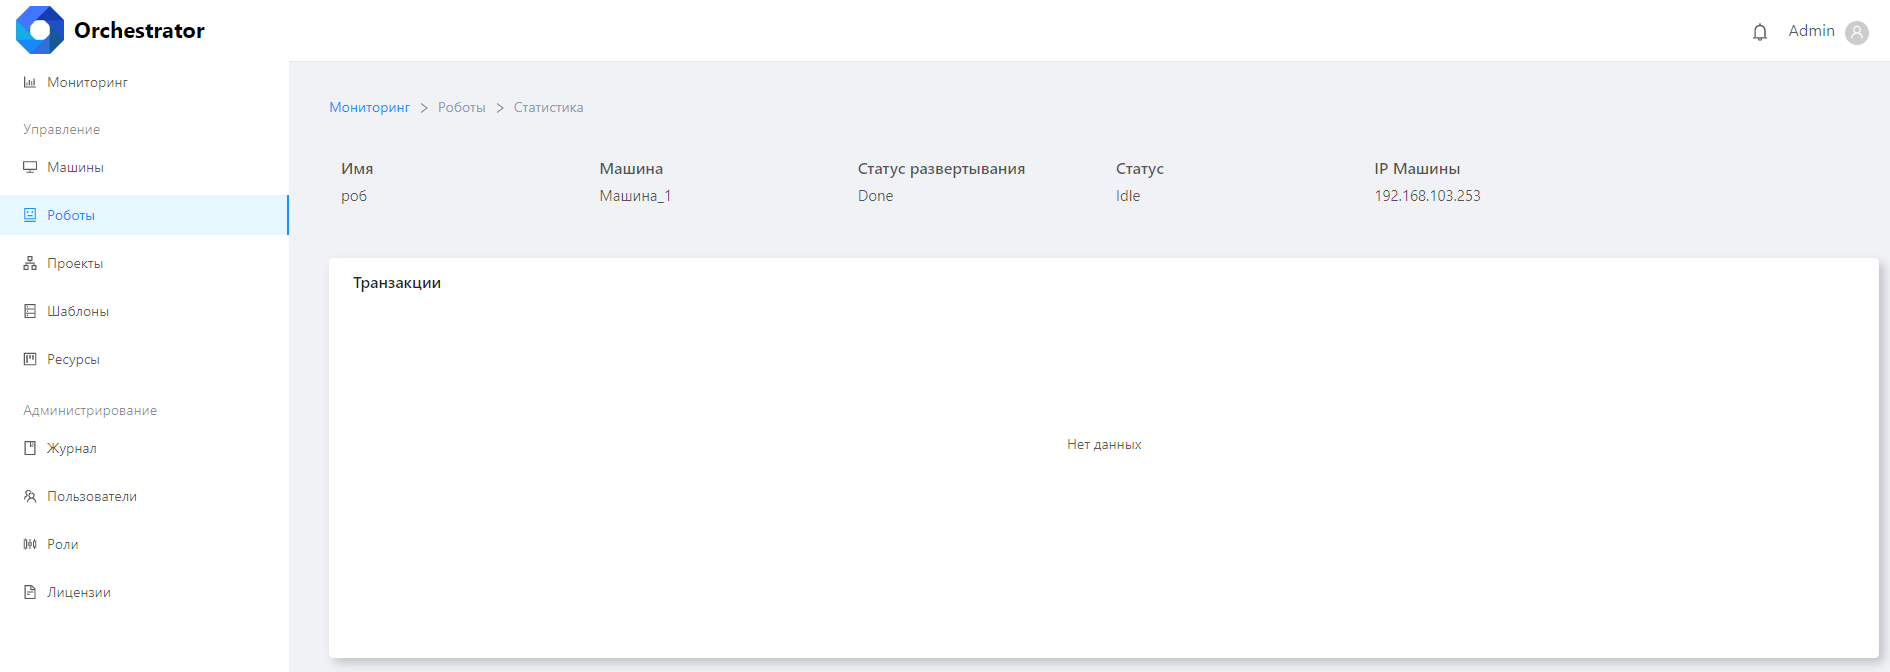 Orchestrator
Admin
Мониторинг
Управление
Машины
Роботы
Проекты
Шаблоны
Ресурсы
Администрирование
Журнал
Пользователи
Роли
Лицензии
Мониторинг > Роботы > Статистика
Имя Машина Статус развертывания Статус IP Машины
роб Машина_1 Done Idle 192.168.103.253
Транзакции
Нет данных